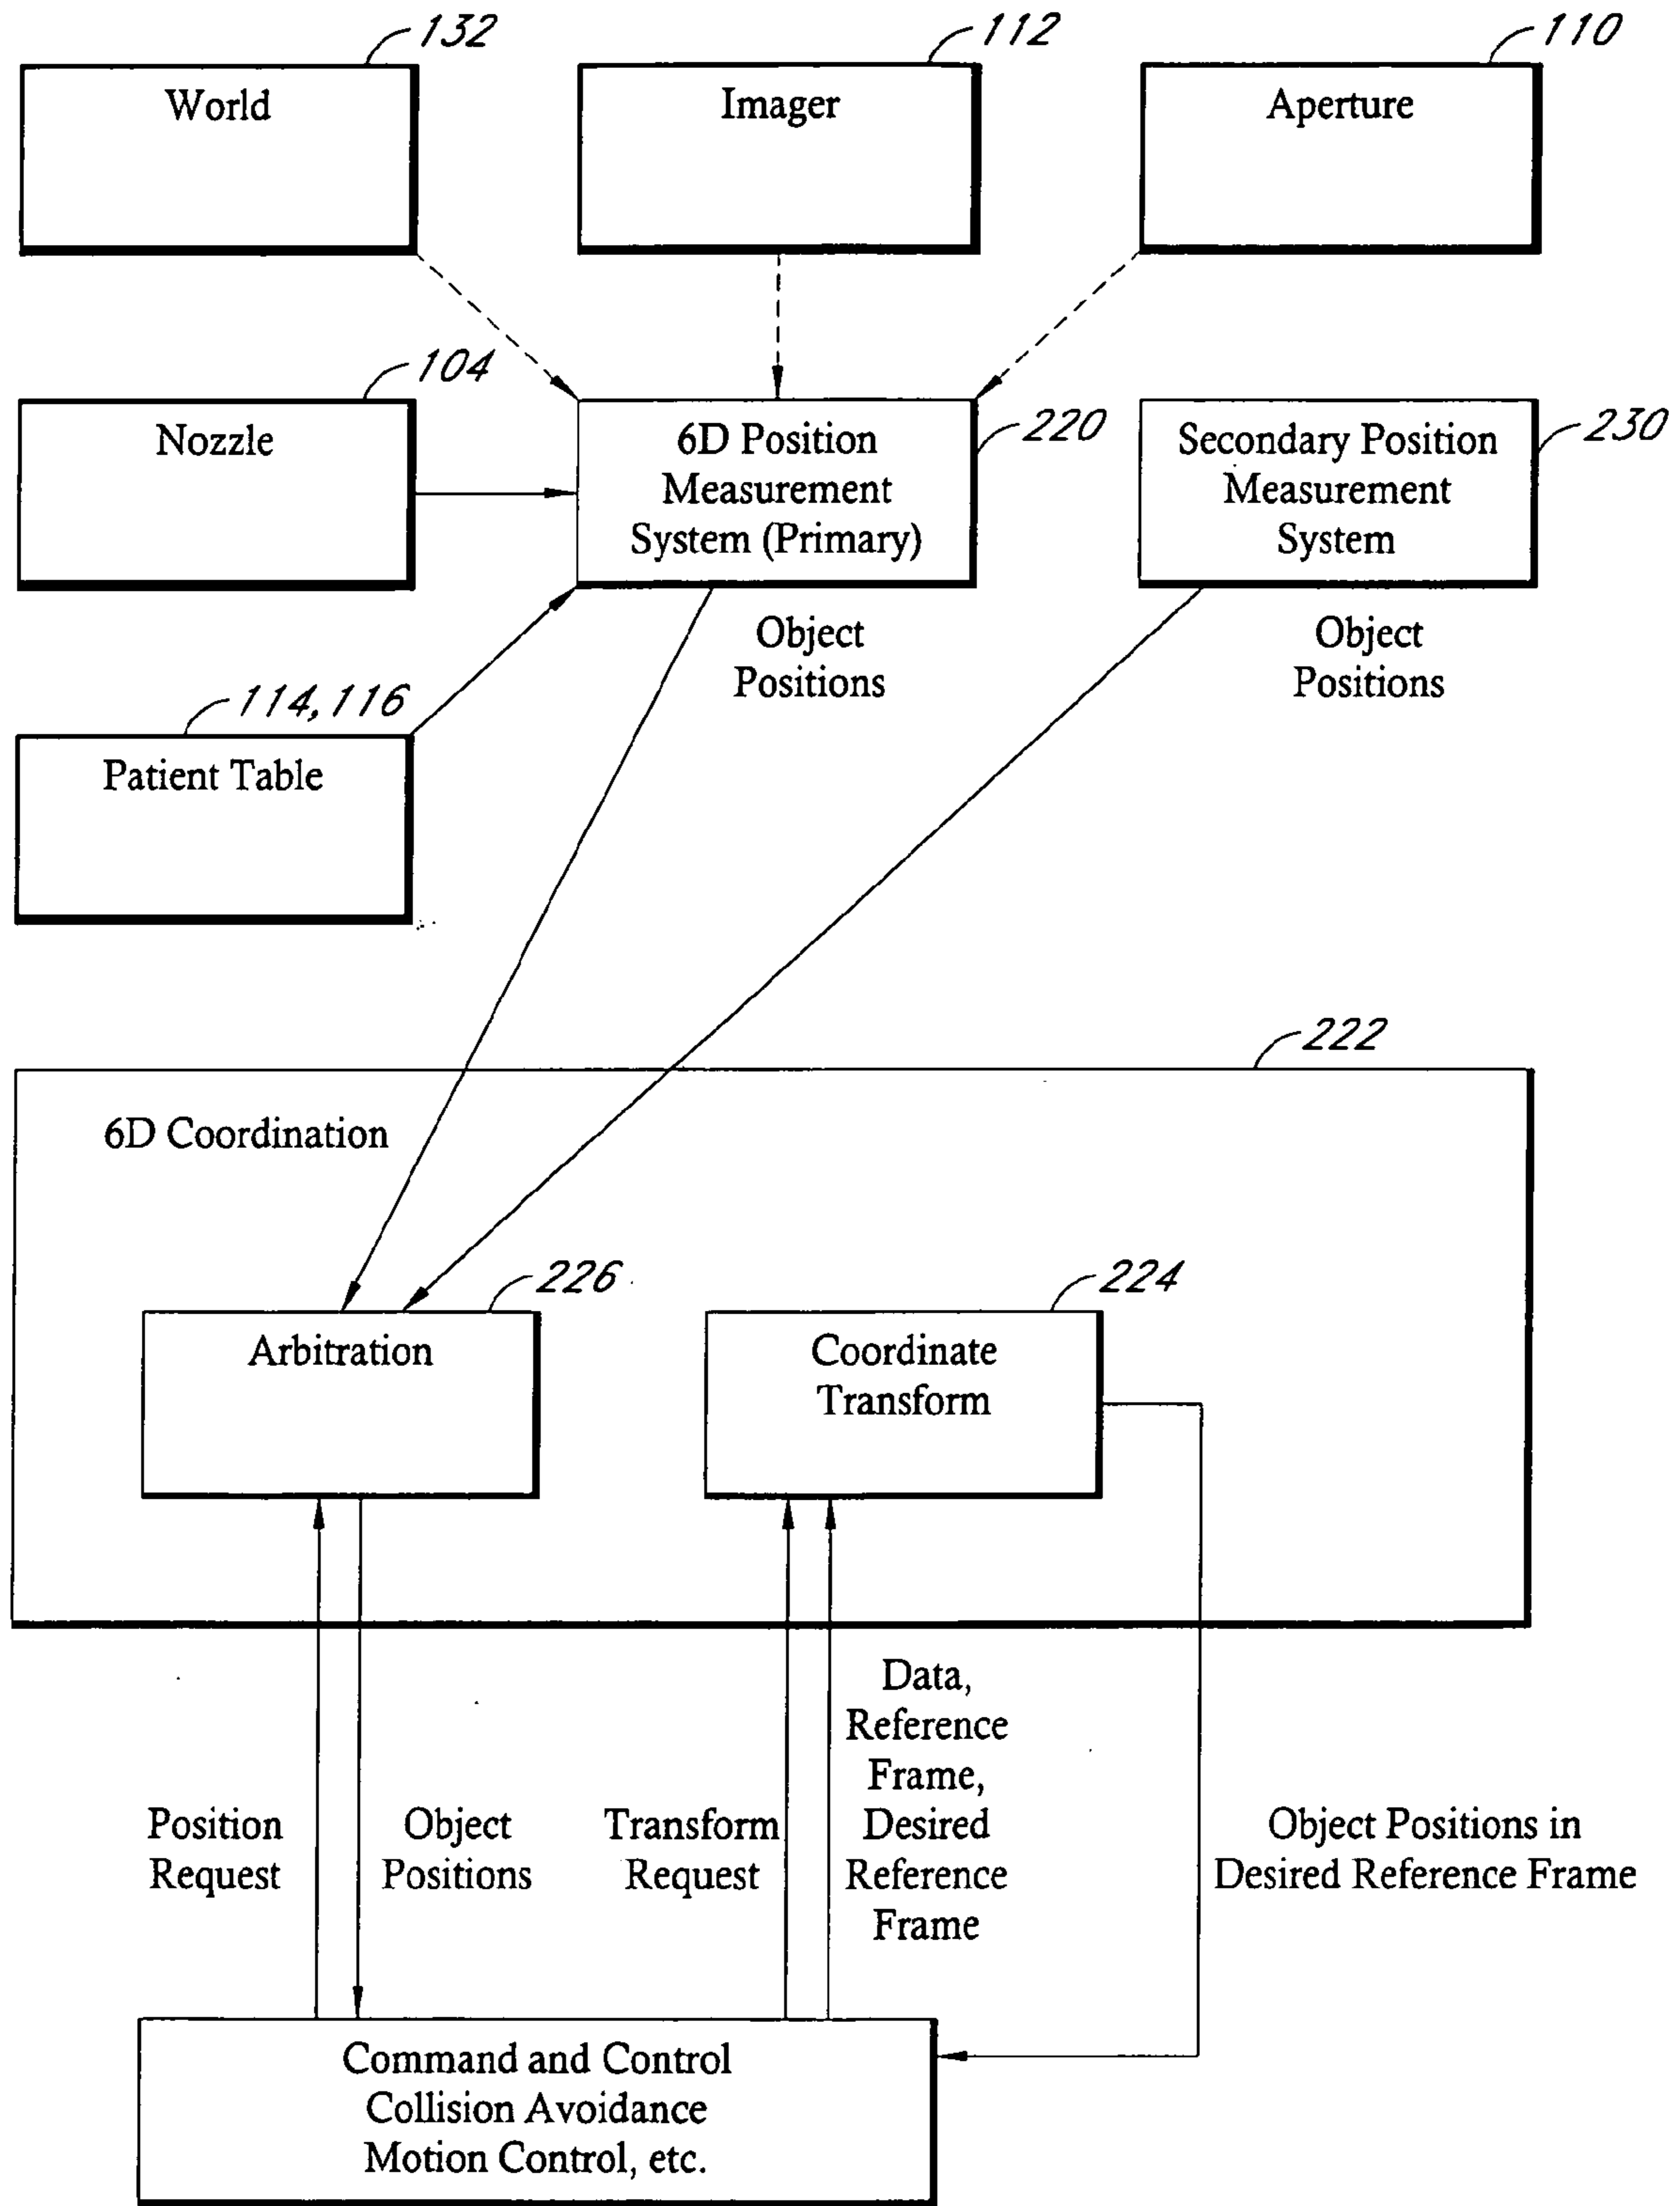 132
112
110
World
Imager
Aperture
104
220
230
Nozzle
6D Position
Measurement
System (Primary)
Secondary Position
Measurement
System
Object
Positions
Object
Positions
114, 116
Patient Table
222
6D Coordination
226
224
Arbitration
Coordinate
Transform
Position
Request
Object
Positions
Transform
Request
Data,
Reference
Frame,
Desired
Reference
Frame
Object Positions in
Desired Reference Frame
Command and Control
Collision Avoidance
Motion Control, etc.